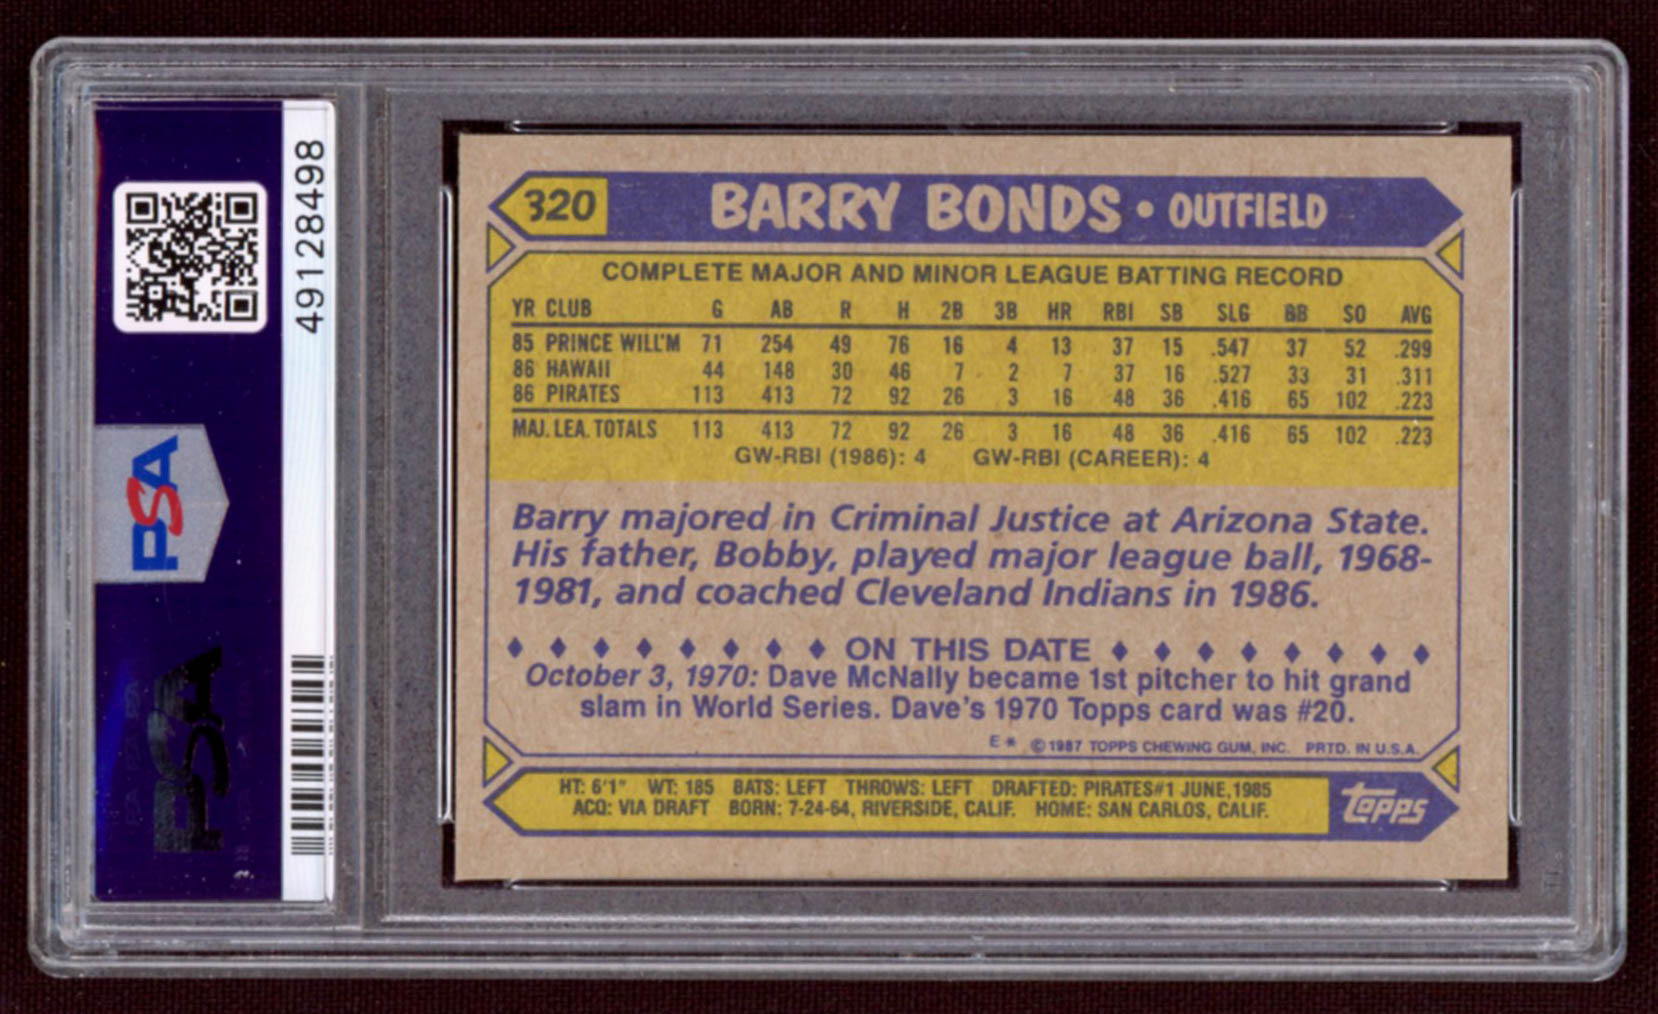 49128498
PSA
PSA
320 BARRY BONDS • OUTFIELD
COMPLETE MAJOR AND MINOR LEAGUE BATTING RECORD
YR CLUB G AB R H 2B 3B HR RBI SB SLG BB SO AVG
85 PRINCE WILL'M 71 254 49 76 16 4 13 37 15 .547 37 52 .299
86 HAWAII 44 148 30 46 7 2 7 37 16 .527 33 31 .311
86 PIRATES 113 413 72 92 26 3 16 48 36 .416 65 102 .223
MAJ. LEA. TOTALS 113 413 72 92 26 3 16 48 36 .416 65 102 .223
GW-RBI (1986): 4 GW-RBI (CAREER): 4
Barry majored in Criminal Justice at Arizona State.
His father, Bobby, played major league ball, 1968-
1981, and coached Cleveland Indians in 1986.
ON THIS DATE
October 3, 1970: Dave McNally became 1st pitcher to hit grand
slam in World Series. Dave's 1970 Topps card was #20.
E* ©1987 TOPPS CHEWING GUM, INC. PRTD. IN U.S.A.
HT: 6'1" WT: 185 BATS: LEFT THROWS: LEFT DRAFTED: PIRATES#1 JUNE,1985
ACQ: VIA DRAFT BORN: 7-24-64, RIVERSIDE, CALIF. HOME: SAN CARLOS, CALIF.
topps